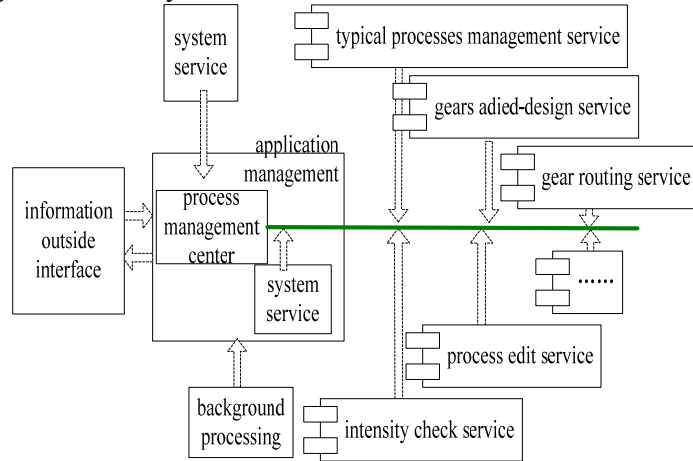 system
service
typical processes management service
gears adied-design service
application
management
gear routing service
information
outside
interface
process
management
center
system
service
......
process edit service
background
processing
intensity check service